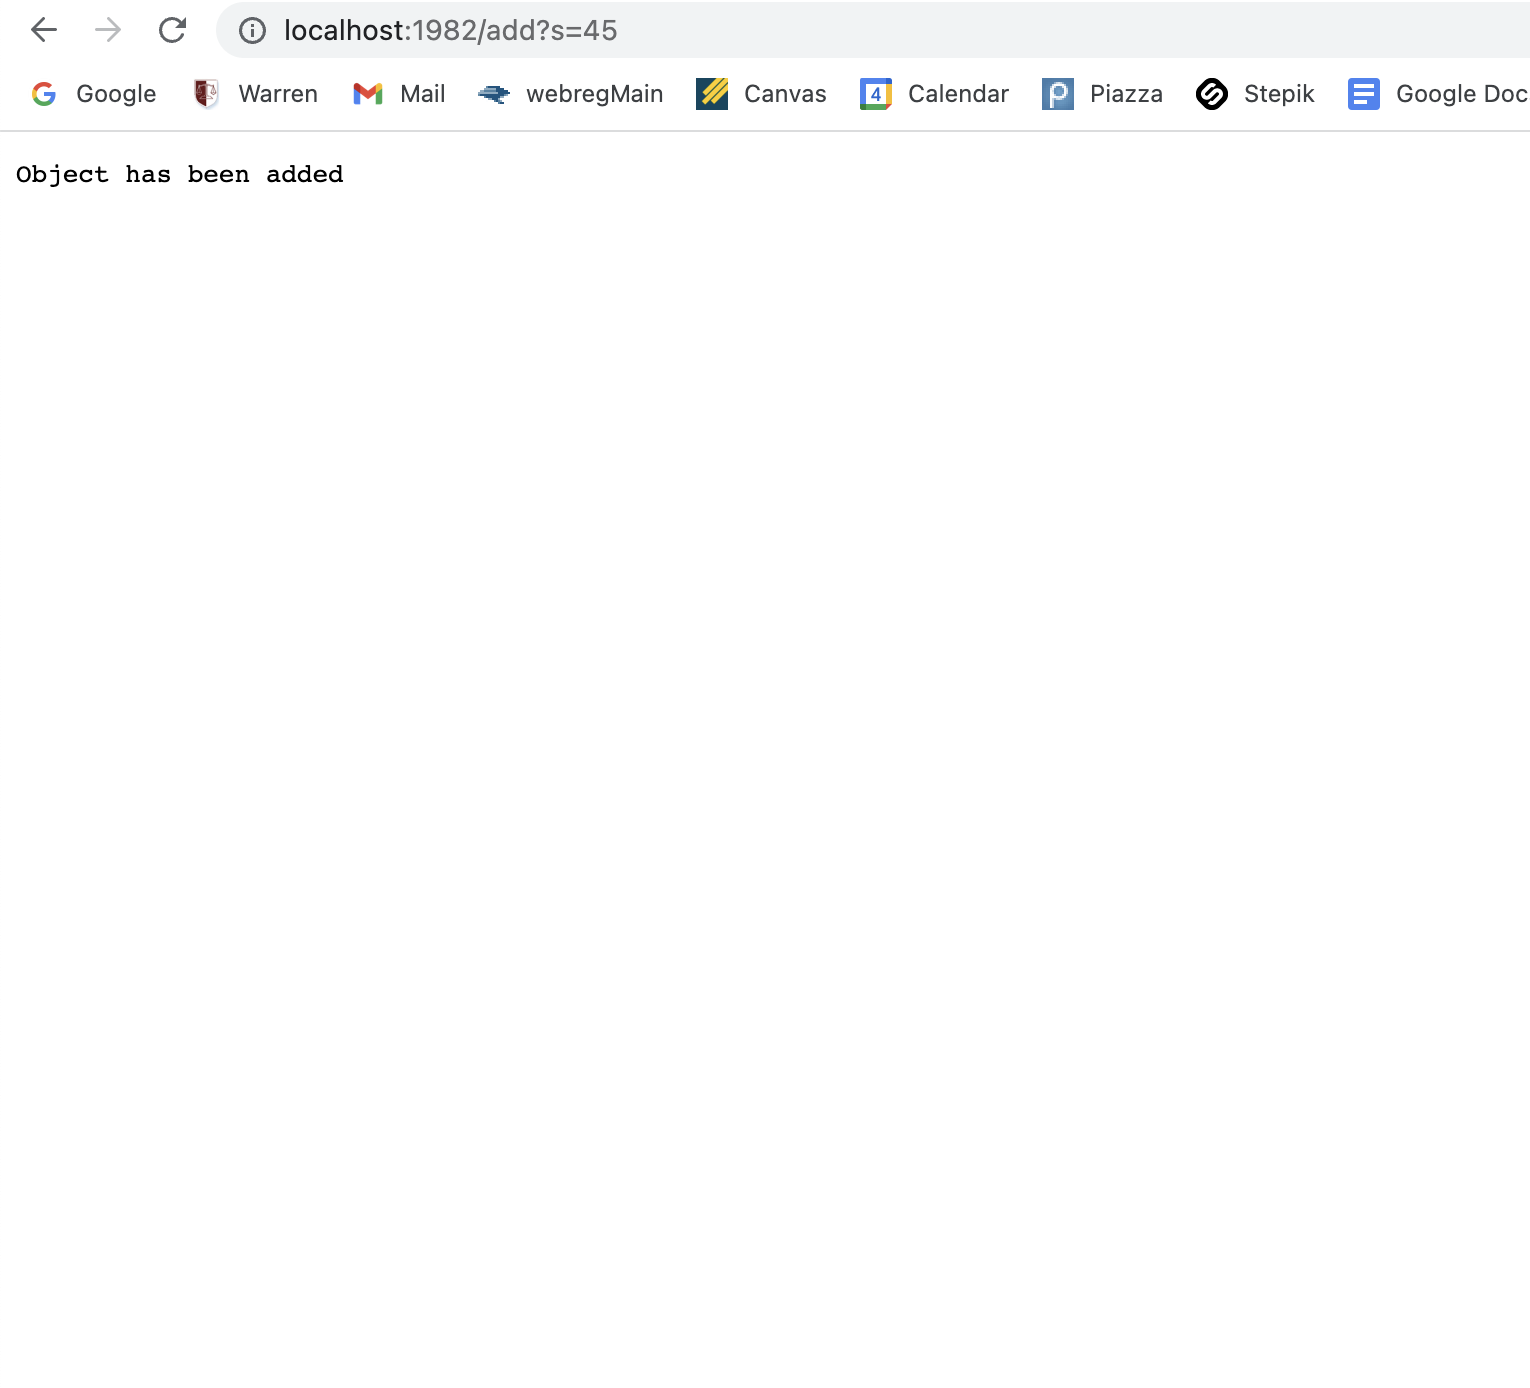 localhost:1982/add?s=45
Google Warren Mail webregMain Canvas 4 Calendar Piazza Stepik Google Doc
Object has been added